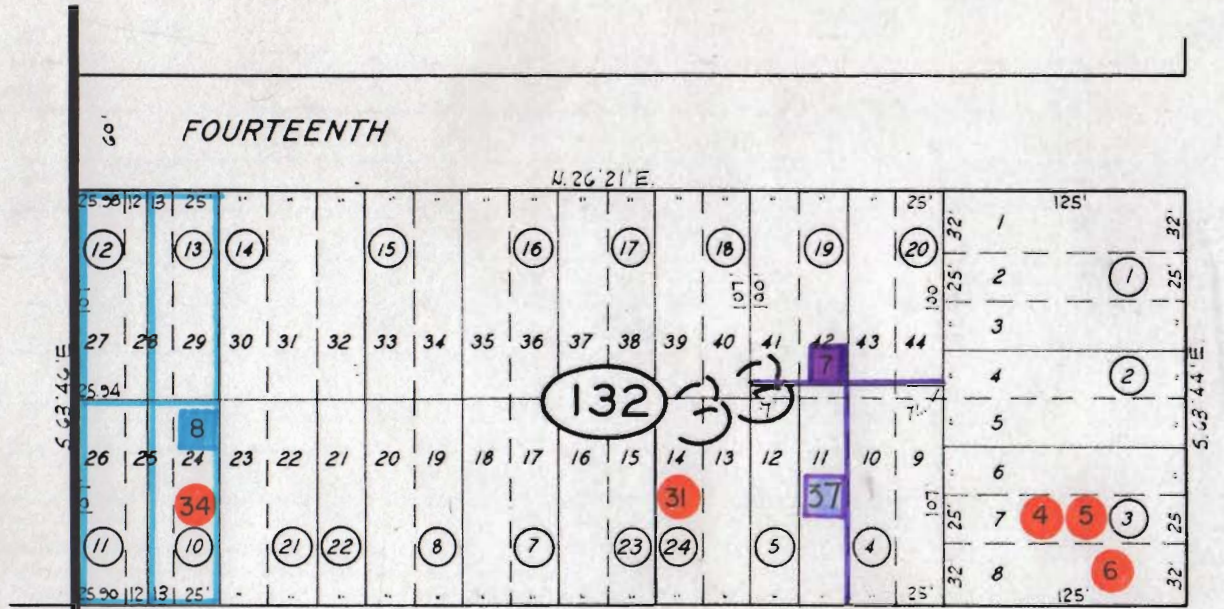 60'
FOURTEENTH
N. 26°21'E.
25.90 12 13 25' " " " " " " " " " " " " " " 25' 125'
32' 1 32'
12 13 14 15 16 17 18 19 20
25' 2 1 25'
107' 100' 100
" 3 "
27 28 29 30 31 32 33 34 35 36 37 38 39 40 41 42 43 44
7
" 4 2 "
S.63°44'E. S.63°44'E.
25.94
132
7
8
" 5 "
26 25 24 23 22 21 20 19 18 17 16 15 14 13 12 11 10 9
" 6 "
34 31 37 107
25' 7 4 5 3 25
11 10 21 22 8 7 23 24 5 4
32' 8 6 32'
25.90 12 13 25' " " " " " " " " " " " " " " 25' 125'